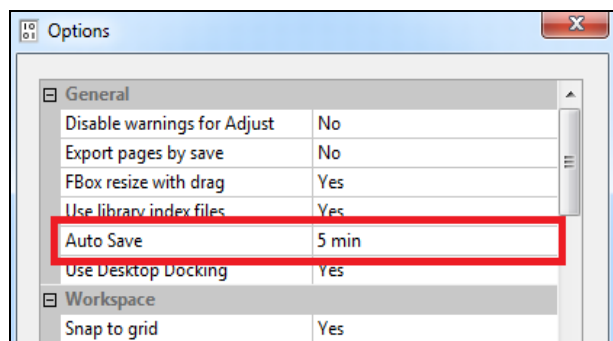 Options
General
Disable warnings for Adjust No
Export pages by save No
FBox resize with drag Yes
Use library index files Yes
Auto Save 5 min
Use Desktop Docking Yes
Workspace
Snap to grid Yes